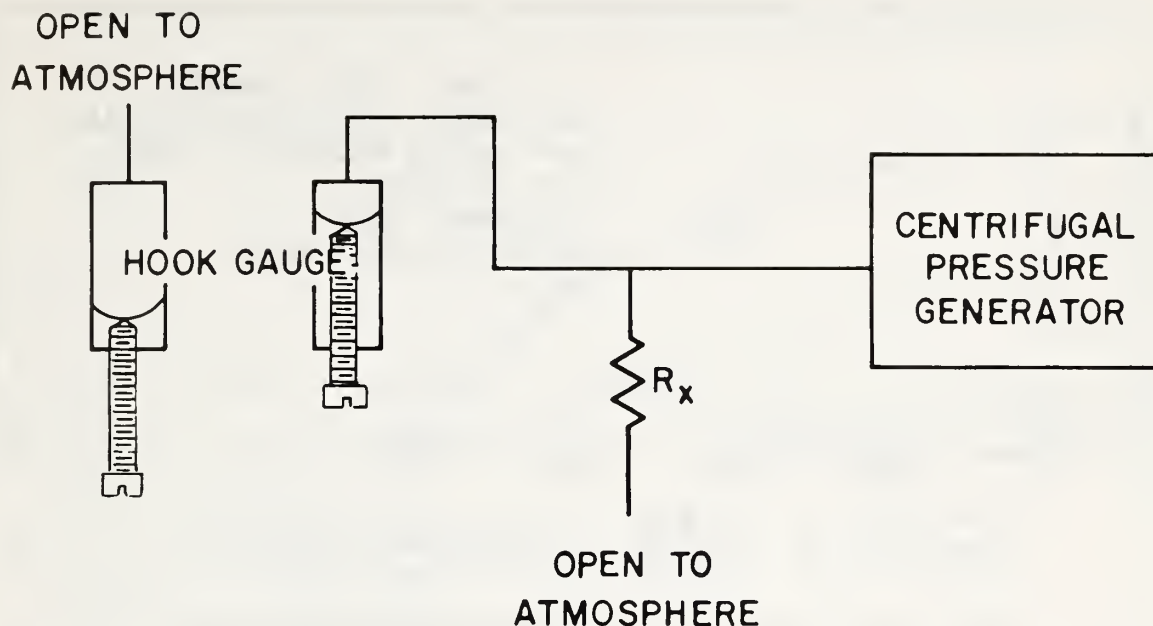 OPEN TO
ATMOSPHERE
HOOK GAUGE
CENTRIFUGAL
PRESSURE
GENERATOR
Rx
OPEN TO
ATMOSPHERE